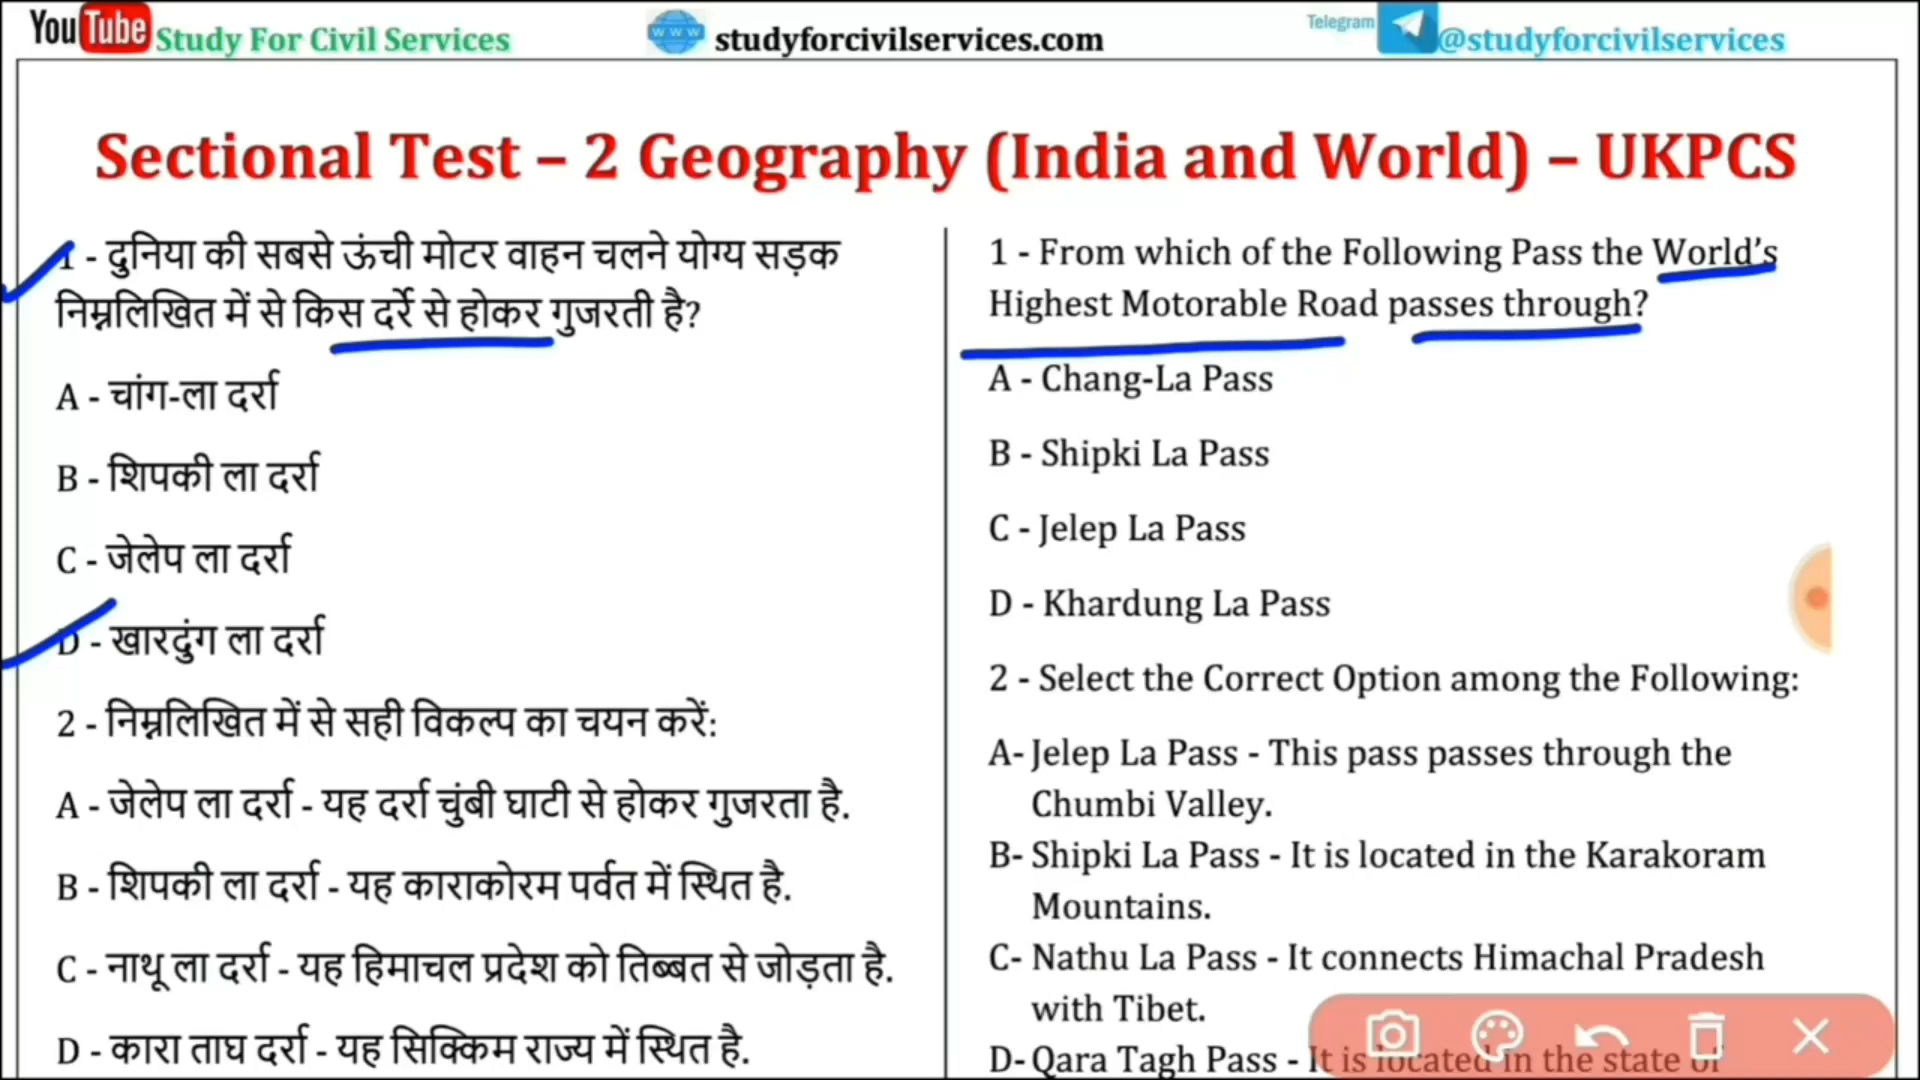 YouTube Study For Civil Services
www studyforcivilservices.com
Telegram @studyforcivilservices
Sectional Test – 2 Geography (India and World) – UKPCS
1 - दुनिया की सबसे ऊंची मोटर वाहन चलने योग्य सड़क
निम्नलिखित में से किस दर्रे से होकर गुजरती है?
A - चांग-ला दर्रा
B - शिपकी ला दर्रा
C - जेलेप ला दर्रा
D - खारदुंग ला दर्रा
2 - निम्नलिखित में से सही विकल्प का चयन करें:
A - जेलेप ला दर्रा - यह दर्रा चुंबी घाटी से होकर गुजरता है.
B - शिपकी ला दर्रा - यह काराकोरम पर्वत में स्थित है.
C - नाथू ला दर्रा - यह हिमाचल प्रदेश को तिब्बत से जोड़ता है.
D - कारा ताघ दर्रा - यह सिक्किम राज्य में स्थित है.
1 - From which of the Following Pass the World’s
Highest Motorable Road passes through?
A - Chang-La Pass
B - Shipki La Pass
C - Jelep La Pass
D - Khardung La Pass
2 - Select the Correct Option among the Following:
A- Jelep La Pass - This pass passes through the
Chumbi Valley.
B- Shipki La Pass - It is located in the Karakoram
Mountains.
C- Nathu La Pass - It connects Himachal Pradesh
with Tibet.
D- Qara Tagh Pass - It is located in the state of